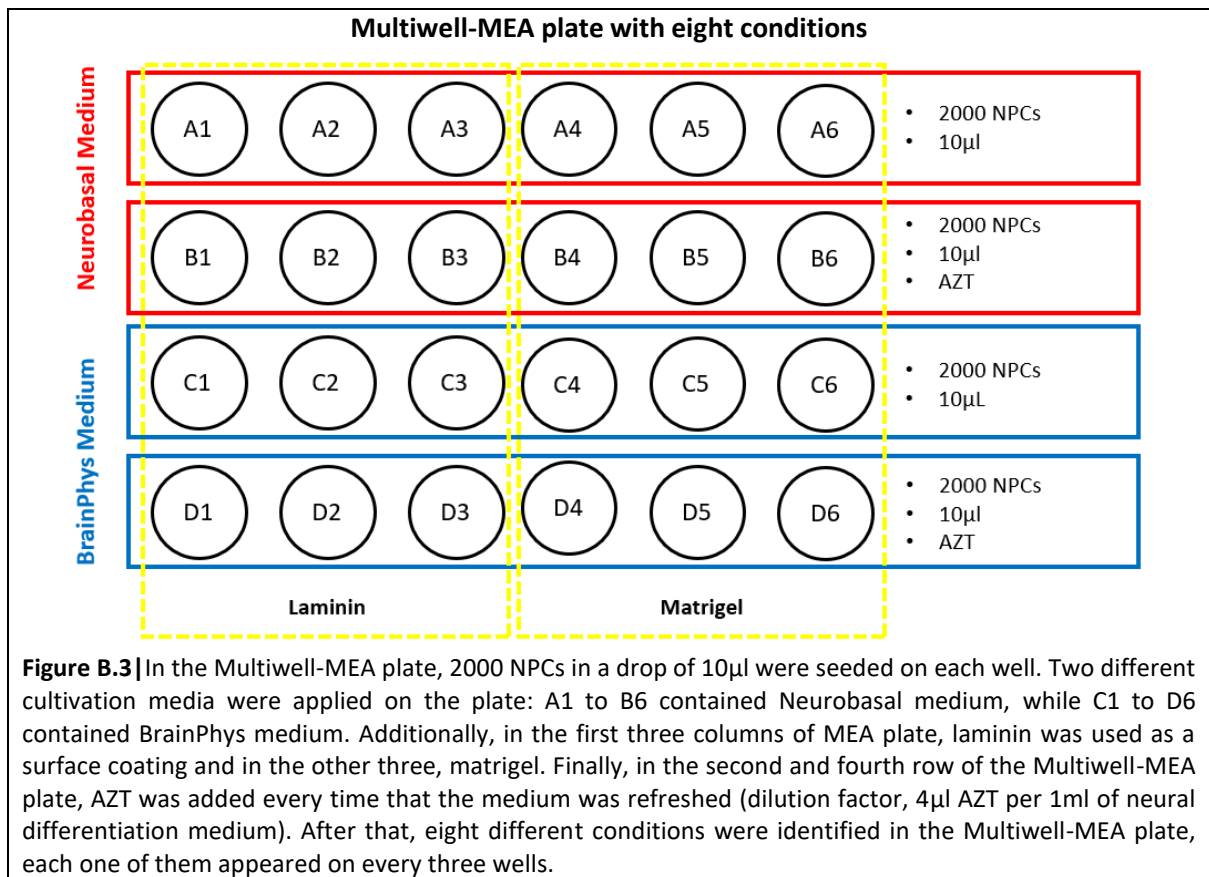 Multiwell-MEA plate with eight conditions
Neurobasal Medium
A1 A2 A3 A4 A5 A6
• 2000 NPCs
• 10µl
B1 B2 B3 B4 B5 B6
• 2000 NPCs
• 10µl
• AZT
BrainPhys Medium
C1 C2 C3 C4 C5 C6
• 2000 NPCs
• 10µL
D1 D2 D3 D4 D5 D6
• 2000 NPCs
• 10µl
• AZT
Laminin Matrigel
Figure B.3|In the Multiwell-MEA plate, 2000 NPCs in a drop of 10µl were seeded on each well. Two different
cultivation media were applied on the plate: A1 to B6 contained Neurobasal medium, while C1 to D6
contained BrainPhys medium. Additionally, in the first three columns of MEA plate, laminin was used as a
surface coating and in the other three, matrigel. Finally, in the second and fourth row of the Multiwell-MEA
plate, AZT was added every time that the medium was refreshed (dilution factor, 4µl AZT per 1ml of neural
differentiation medium). After that, eight different conditions were identified in the Multiwell-MEA plate,
each one of them appeared on every three wells.